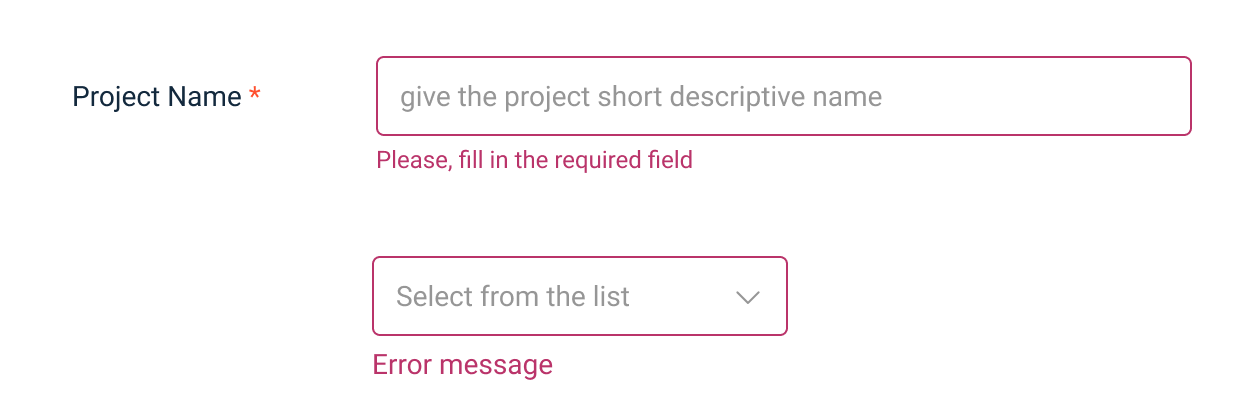 Project Name *
give the project short descriptive name
Please, fill in the required field
Select from the list
Error message